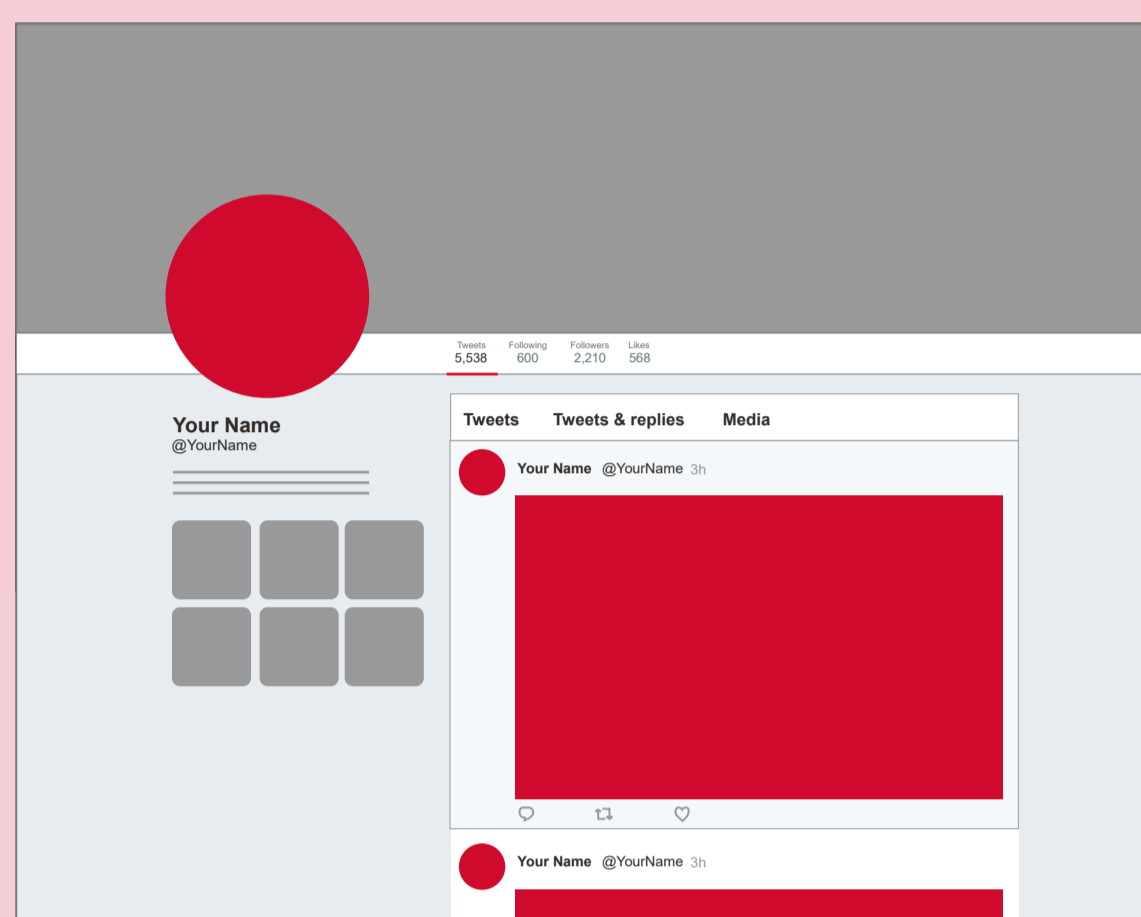 Tweets Following Followers Likes
5,538 600 2,210 568
Your Name
@YourName
Tweets Tweets & replies Media
Your Name @YourName 3h
Your Name @YourName 3h